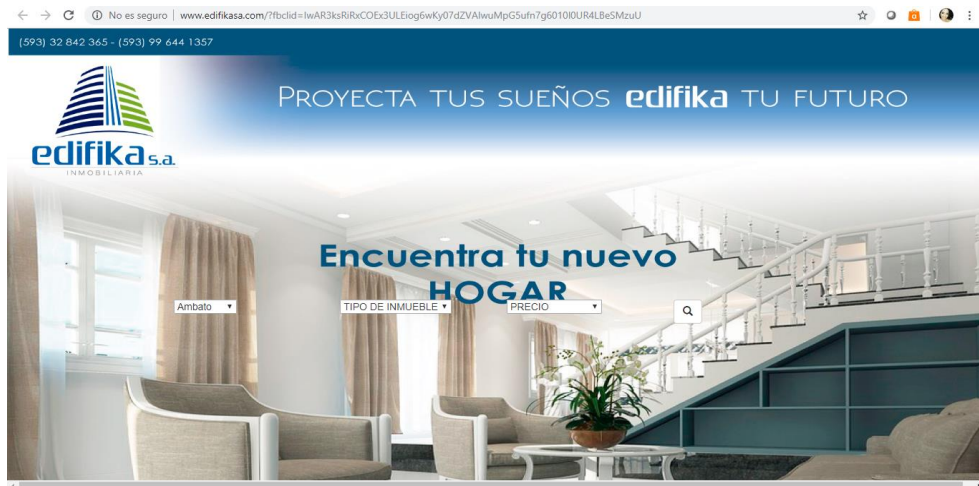 No es seguro | www.edifikasa.com/?fbclid=IwAR3ksRiRxCOEx3ULEiog6wKy07dZVAlwuMpG5ufn7g6010I0UR4LBeSMzuU
(593) 32 842 365 - (593) 99 644 1357
PROYECTA TUS SUEÑOS edifika TU FUTURO
edifika s.a.
INMOBILIARIA
Encuentra tu nuevo
HOGAR
Ambato TIPO DE INMUEBLE PRECIO